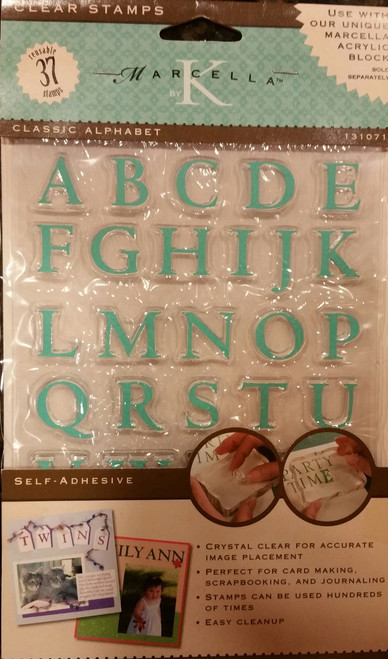 CLEAR STAMPS
USE WITH
OUR UNIQUE
MARCELLA
ACRYLIC
BLOCK
SOLD
SEPARATELY
reusable
37
stamps
MARCELLA™
BY K
CLASSIC ALPHABET
131071
A B C D E
F G H I J K
L M N O P
Q R S T U
PARTY
TIME
SELF-ADHESIVE
TWINS
ILY ANN
• CRYSTAL CLEAR FOR ACCURATE
IMAGE PLACEMENT
• PERFECT FOR CARD MAKING,
SCRAPBOOKING, AND JOURNALING
• STAMPS CAN BE USED HUNDREDS
OF TIMES
• EASY CLEANUP